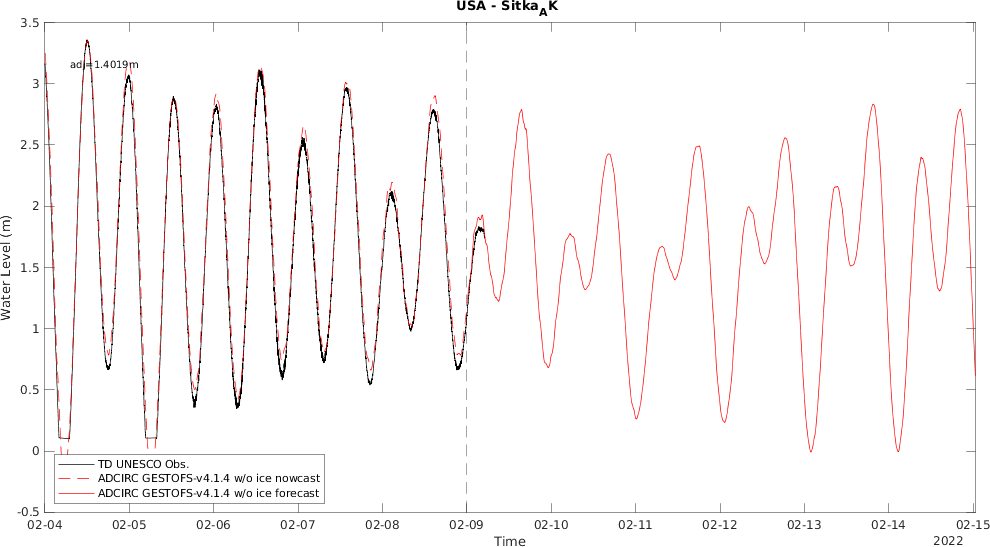 USA - Sitka_AK
adj=1.4019m
3.5
3
2.5
2
1.5
1
0.5
0
-0.5
Water Level (m)
TD UNESCO Obs.
ADCIRC GESTOFS-v4.1.4 w/o ice nowcast
ADCIRC GESTOFS-v4.1.4 w/o ice forecast
02-04 02-05 02-06 02-07 02-08 02-09 02-10 02-11 02-12 02-13 02-14 02-15
Time
2022